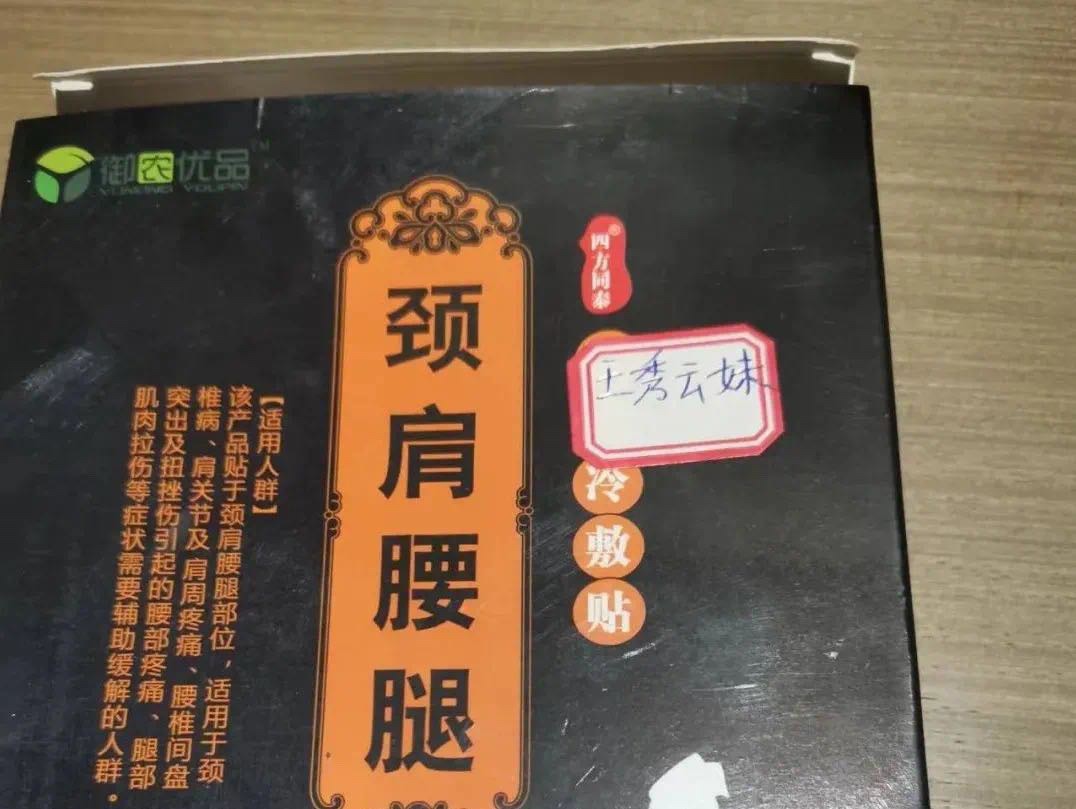 御农优品TM
YUNONG YOUPIN
四方同泰®
王秀云妹
冷敷贴
颈肩腰腿
【适用人群】
该产品贴于颈肩腰腿部位，适用于颈
椎病、肩关节及肩周疼痛、腰椎间盘
突出及扭挫伤引起的腰部疼痛、腿部
肌肉拉伤等症状需要辅助缓解的人群。